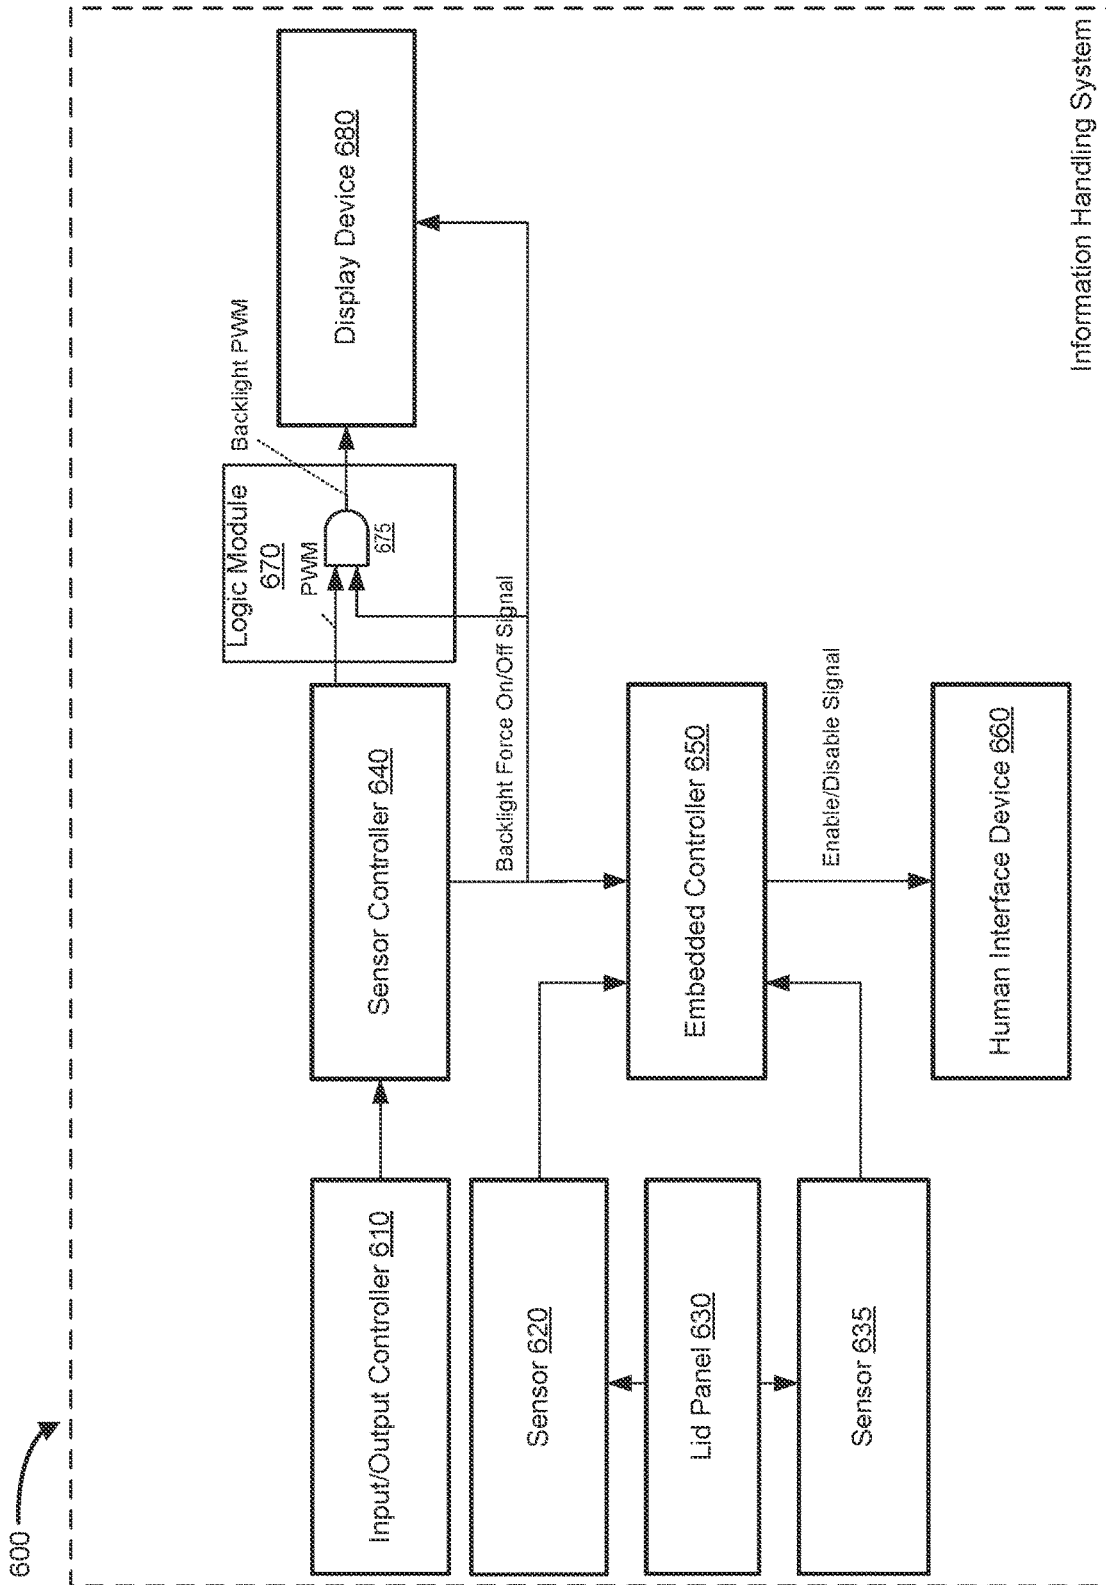 600
Input/Output Controller 610
Sensor 620
Lid Panel 630
Sensor 635
Sensor Controller 640
Backlight Force On/Off Signal
Embedded Controller 650
Enable/Disable Signal
Human Interface Device 660
Logic Module
670
PWM
675
Backlight PWM
Display Device 680
Information Handling System